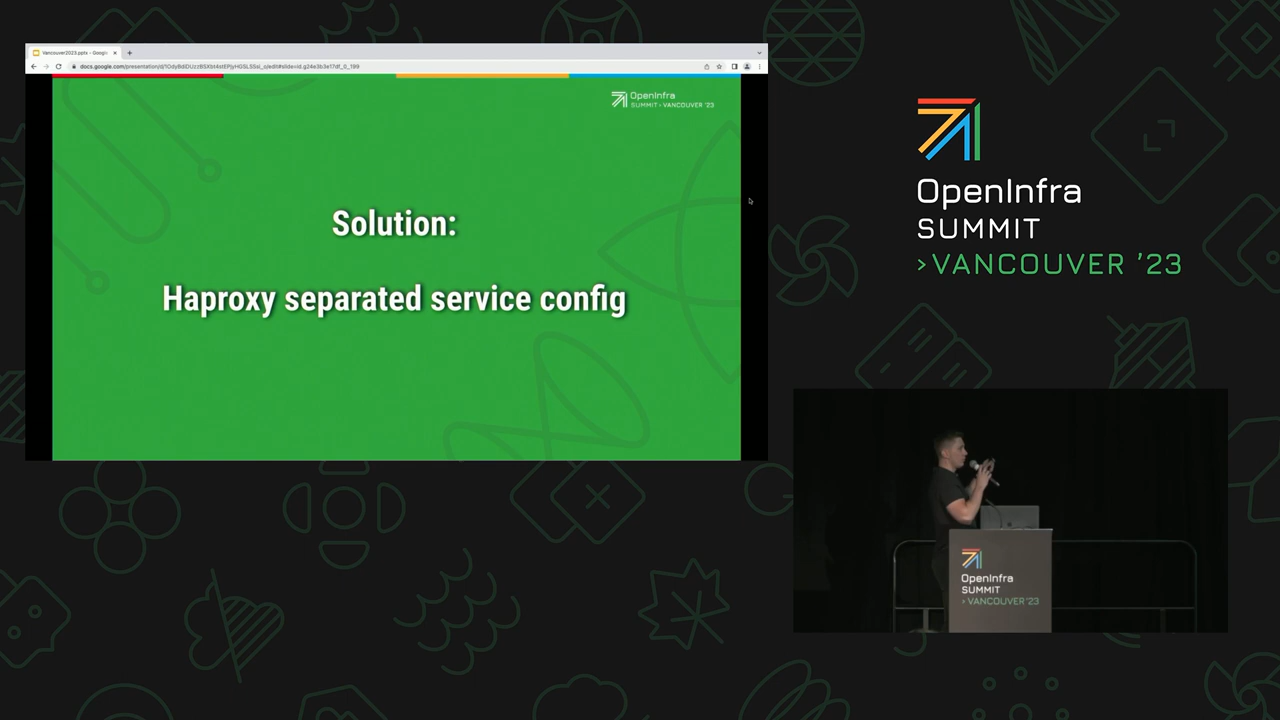 Vancouver2023.pptx - Google
OpenInfra
SUMMIT > VANCOUVER '23
Solution:
Haproxy separated service config
OpenInfra
SUMMIT
>VANCOUVER '23
OpenInfra
SUMMIT
> VANCOUVER '23